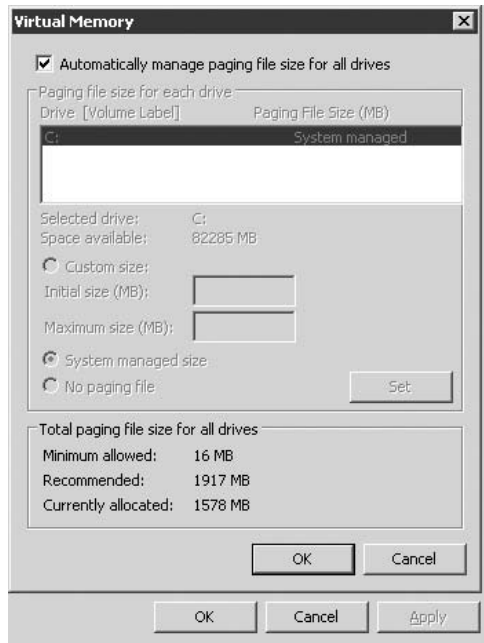 Virtual Memory
Automatically manage paging file size for all drives
Paging file size for each drive
Drive [Volume Label] Paging File Size (MB)
C: System managed
Selected drive: C:
Space available: 82285 MB
Custom size:
Initial size (MB):
Maximum size (MB):
System managed size
No paging file Set
Total paging file size for all drives
Minimum allowed: 16 MB
Recommended: 1917 MB
Currently allocated: 1578 MB
OK Cancel
OK Cancel Apply